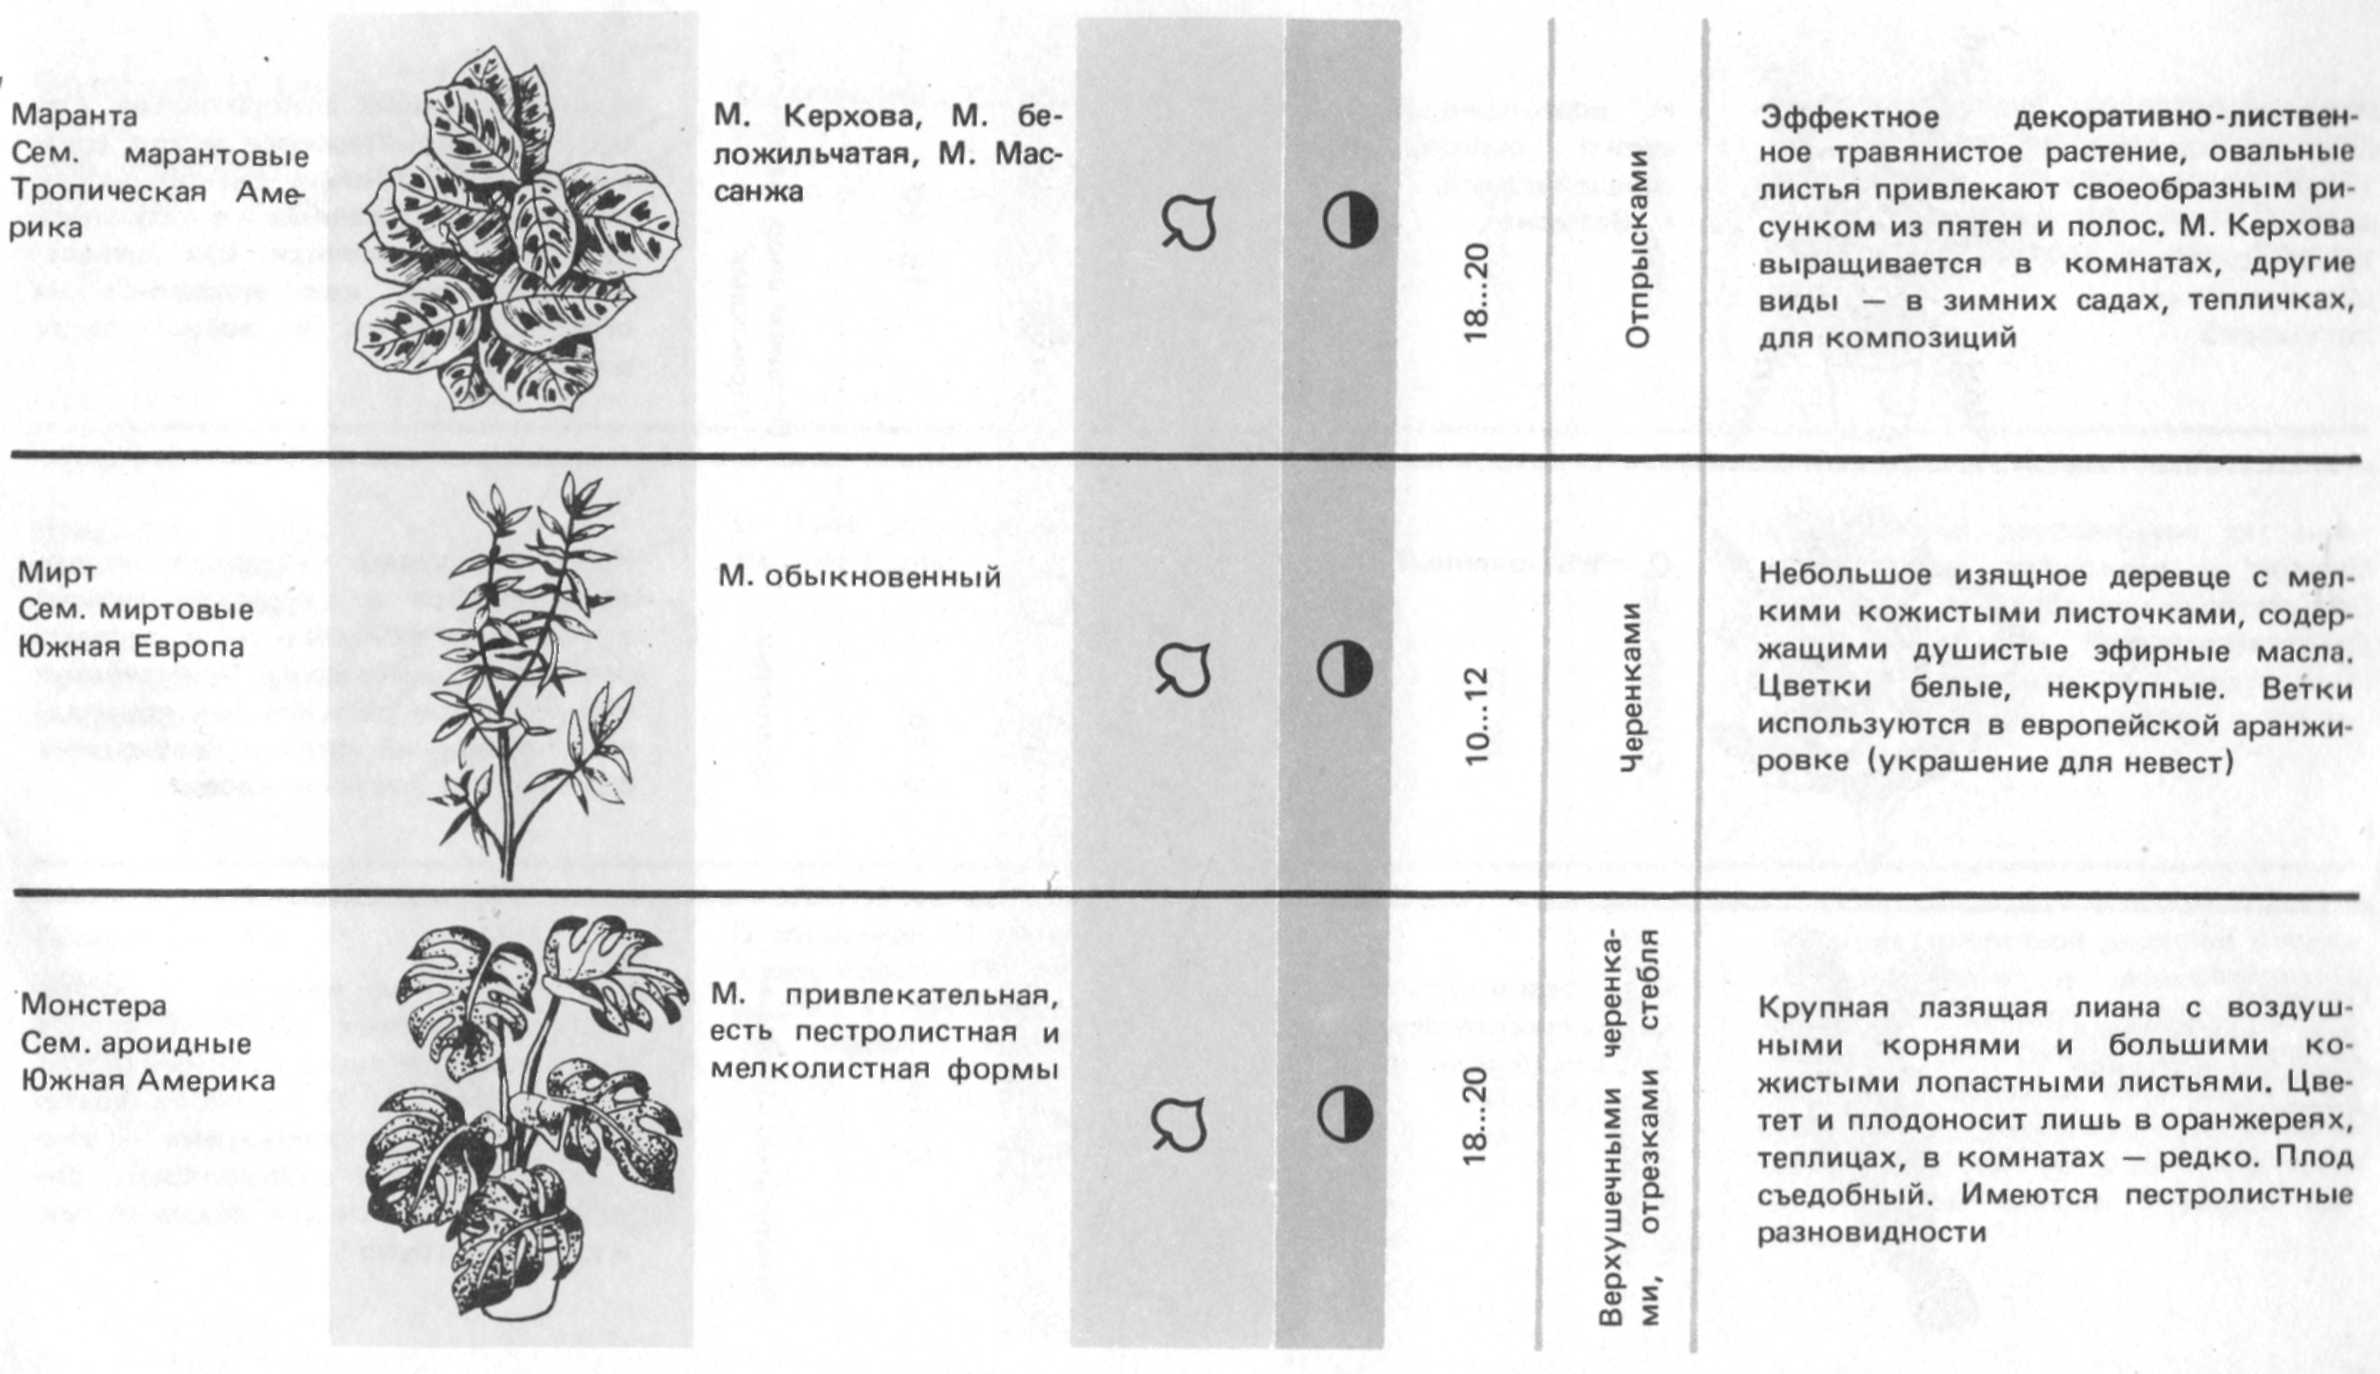 Маранта
Сем. марантовые
Тропическая Аме-
рика
М. Керхова, М. бе-
ложильчатая, М. Мас-
санжа
18...20
Отпрысками
Эффектное декоративно-листвен-
ное травянистое растение, овальные
листья привлекают своеобразным ри-
сунком из пятен и полос. М. Керхова
выращивается в комнатах, другие
виды — в зимних садах, тепличках,
для композиций
Мирт
Сем. миртовые
Южная Европа
М. обыкновенный
10...12
Черенками
Небольшое изящное деревце с мел-
кими кожистыми листочками, содер-
жащими душистые эфирные масла.
Цветки белые, некрупные. Ветки
используются в европейской аранжи-
ровке (украшение для невест)
Монстера
Сем. ароидные
Южная Америка
М. привлекательная,
есть пестролистная и
мелколистная формы
18...20
Верхушечными черенка-
ми, отрезками стебля
Крупная лазящая лиана с воздуш-
ными корнями и большими ко-
жистыми лопастными листьями. Цве-
тет и плодоносит лишь в оранжереях,
теплицах, в комнатах — редко. Плод
съедобный. Имеются пестролистные
разновидности